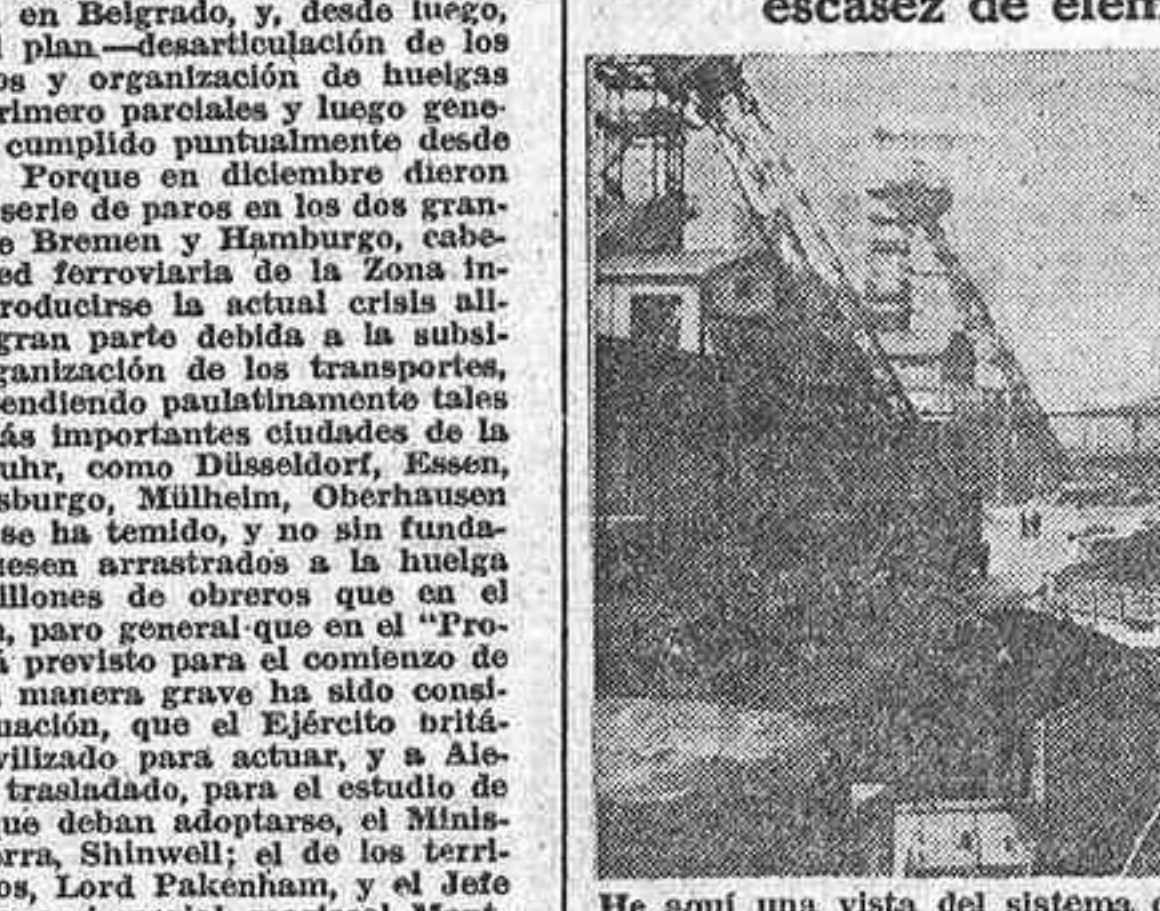 en Belgrado, y, desde luego,
plan—desarticulación de los
os y organización de huelgas
rimero parciales y luego gene-
cumplido puntualmente desde
Porque en diciembre dieron
serie de paros en los dos gran-
e Bremen y Hamburgo, cabe-
ed ferroviaria de la Zona in-
roducirse la actual crisis ali-
gran parte debida a la subsi-
ganización de los transportes,
endiendo paulatinamente tales
ás importantes ciudades de la
uhr, como Düsseldorf, Essen,
sburgo, Mülheim, Oberhausen
se ha temido, y no sin funda-
esen arrastrados a la huelga
illones de obreros que en el
, paro general que en el "Pro-
á previsto para el comienzo de
manera grave ha sido consi-
uación, que el Ejército britá-
vilizado para actuar, y a Ale-
trasladado, para el estudio de
ue deban adoptarse, el Minis-
rra, Shinwell; el de los terri-
os, Lord Pakenham, y el Jefe
escasez de elem
He aquí una vista del sistema